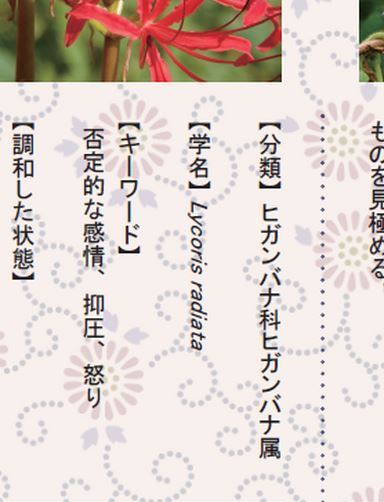 ものを見極める。
【分類】ヒガンバナ科ヒガンバナ属
【学名】Lycoris radiata
【キーワード】
否定的な感情、抑圧、怒り
【調和した状態】